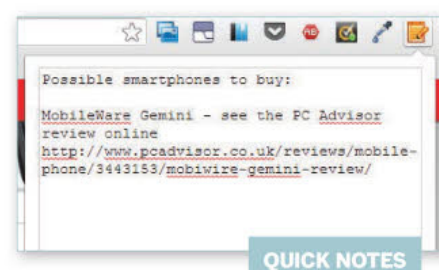 Possible smartphones to buy:
MobileWare Gemini - see the PC Advisor
review online
http://www.pcadvisor.co.uk/reviews/mobile-
phone/3443153/mobiwire-gemini-review/
QUICK NOTES